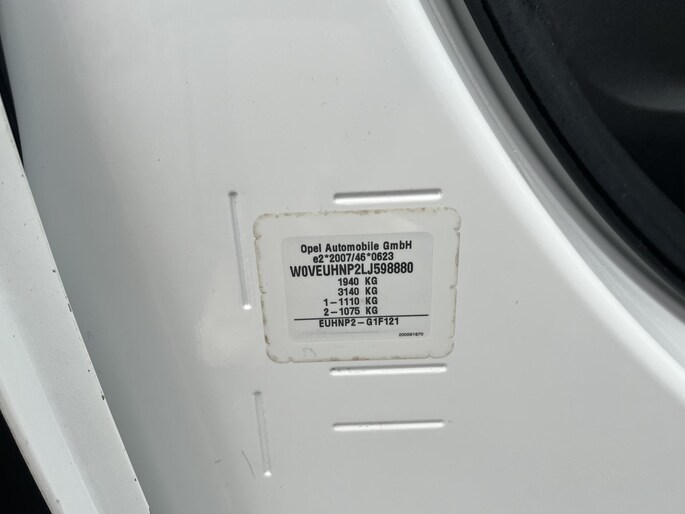 Opel Automobile GmbH
e2*2007/46*0623
W0VEUHNP2LJ598880
1940 KG
3140 KG
1-1110 KG
2-1075 KG
EUHNP2-G1F121